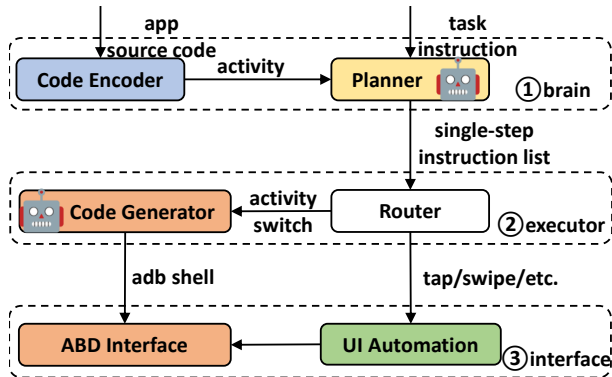 app
source code
task
instruction
Code Encoder
activity
Planner
①brain
single-step
instruction list
Code Generator
activity
switch
Router
②executor
adb shell
tap/swipe/etc.
ABD Interface
UI Automation
③interface